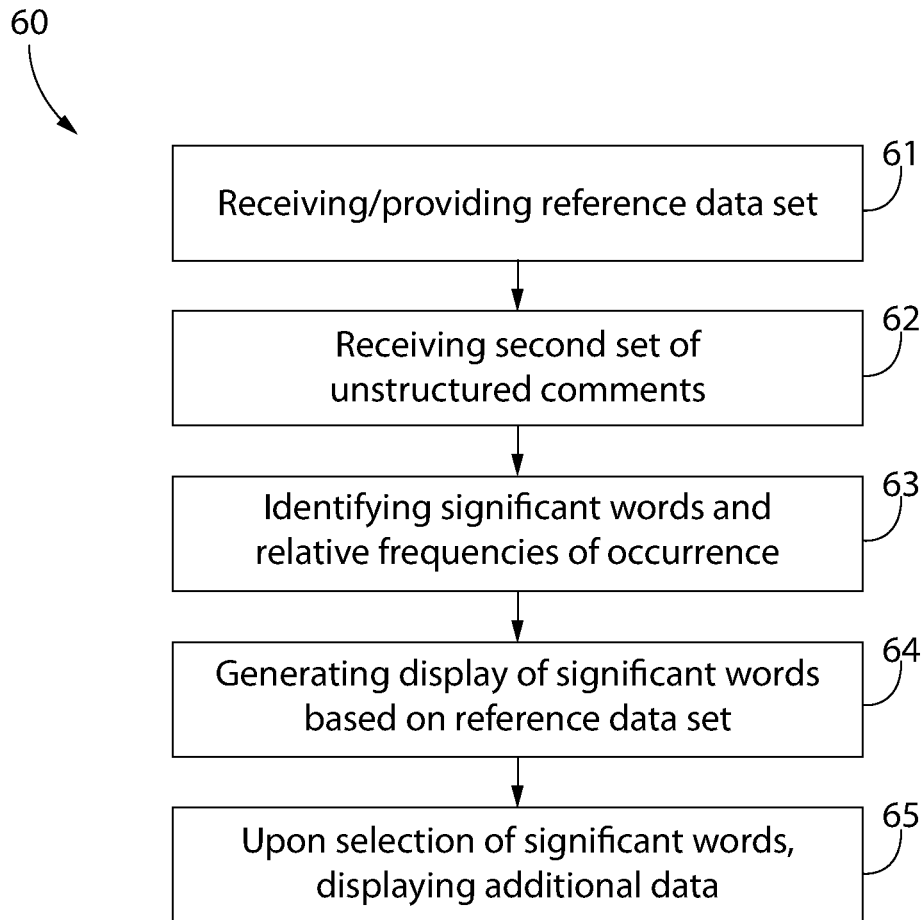 60
61
Receiving/providing reference data set
62
Receiving second set of
unstructured comments
63
Identifying significant words and
relative frequencies of occurrence
64
Generating display of significant words
based on reference data set
65
Upon selection of significant words,
displaying additional data